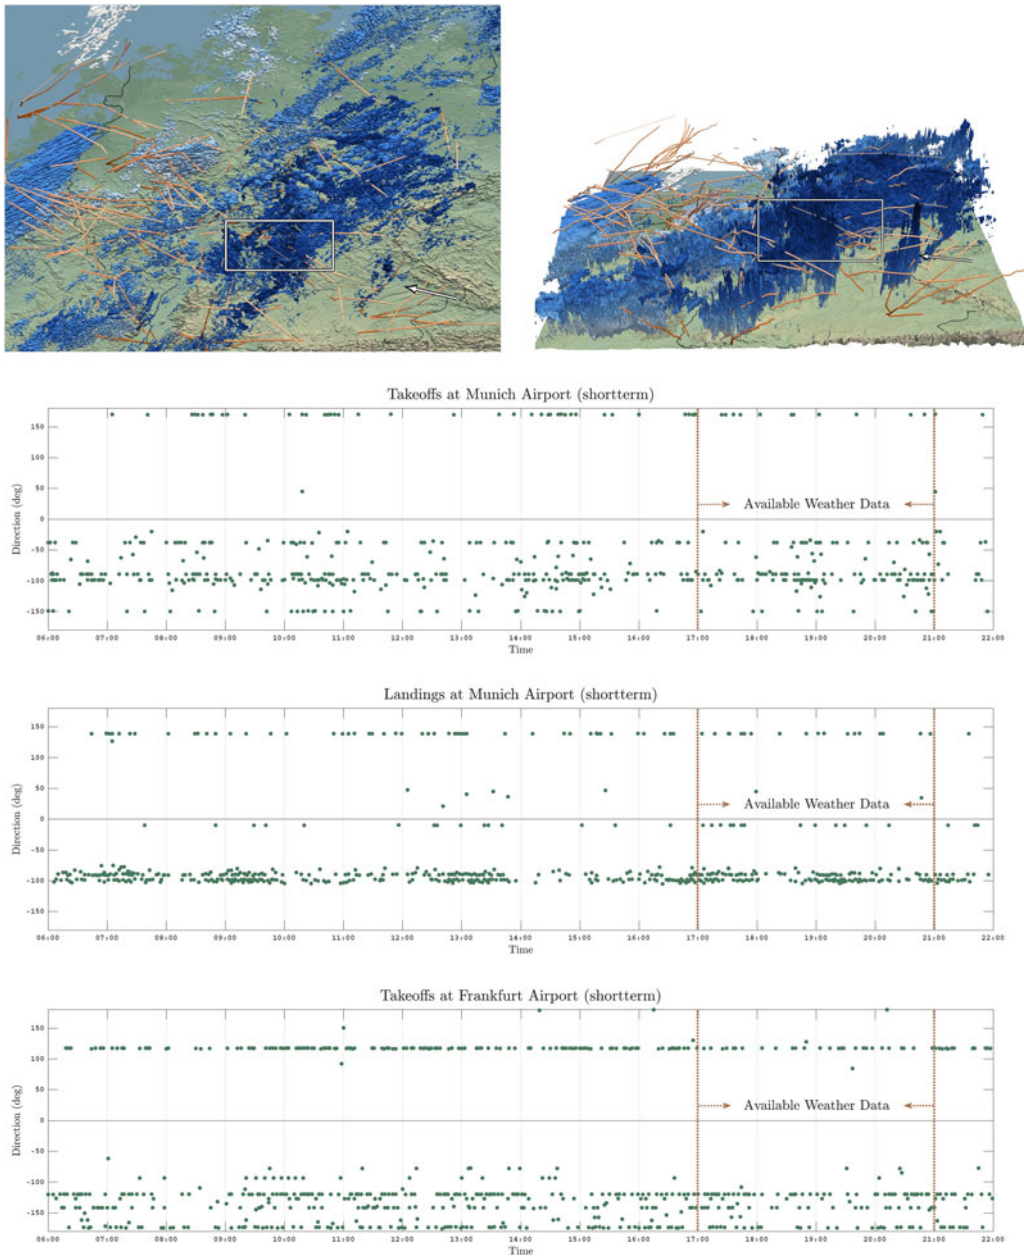 Takeoffs at Munich Airport (shortterm)
150
100
50
0
-50
-100
-150
Direction (deg)
Available Weather Data
06:00 07:00 08:00 09:00 10:00 11:00 12:00 13:00 14:00 15:00 16:00 17:00 18:00 19:00 20:00 21:00 22:00
Time
Landings at Munich Airport (shortterm)
150
100
50
0
-50
-100
-150
Direction (deg)
Available Weather Data
06:00 07:00 08:00 09:00 10:00 11:00 12:00 13:00 14:00 15:00 16:00 17:00 18:00 19:00 20:00 21:00 22:00
Time
Takeoffs at Frankfurt Airport (shortterm)
150
100
50
0
-50
-100
-150
Direction (deg)
Available Weather Data
06:00 07:00 08:00 09:00 10:00 11:00 12:00 13:00 14:00 15:00 16:00 17:00 18:00 19:00 20:00 21:00 22:00
Time